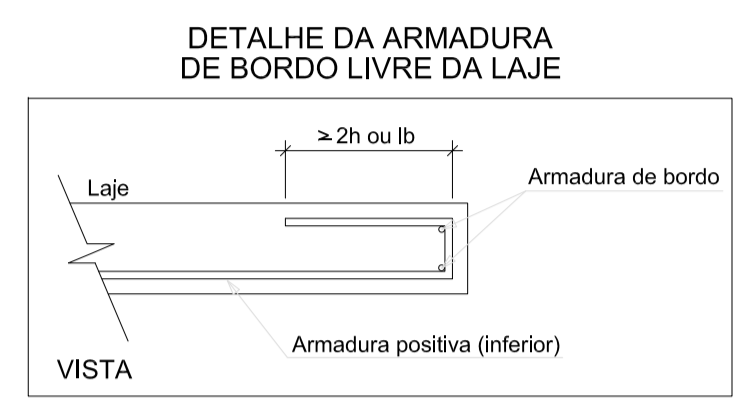 DETALHE DA ARMADURA
DE BORDO LIVRE DA LAJE
≥ 2h ou lb
Laje
Armadura de bordo
Armadura positiva (inferior)
VISTA